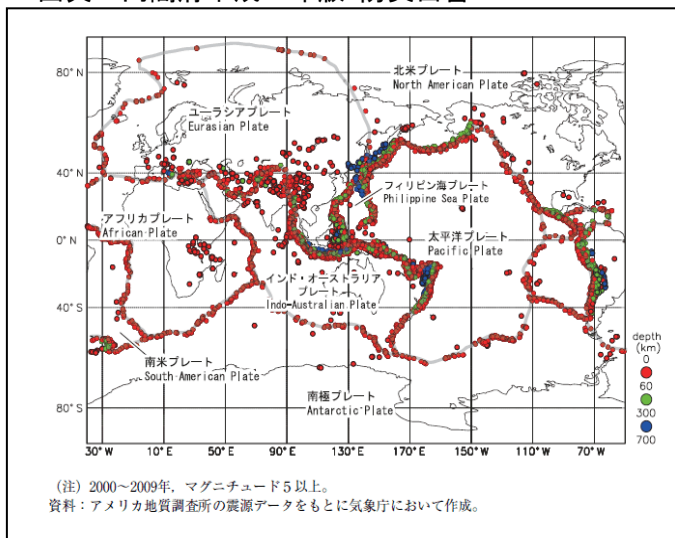 80° N
40° N
0° N
40° S
80° S
北米プレート
North American Plate
ユーラシアプレート
Eurasian Plate
フィリピン海プレート
Philippine Sea Plate
アフリカプレート
African Plate
太平洋プレート
Pacific Plate
インド・オーストラリア
プレート
Indo-Australian Plate
南米プレート
South American Plate
南極プレート
Antarctic Plate
30° W 10° E 50° E 90° E 130° E 170° E 150° W 110° W 70° W
depth
(km)
0
60
300
700
(注) 2000～2009年，マグニチュード5以上。
資料：アメリカ地質調査所の震源データをもとに気象庁において作成。